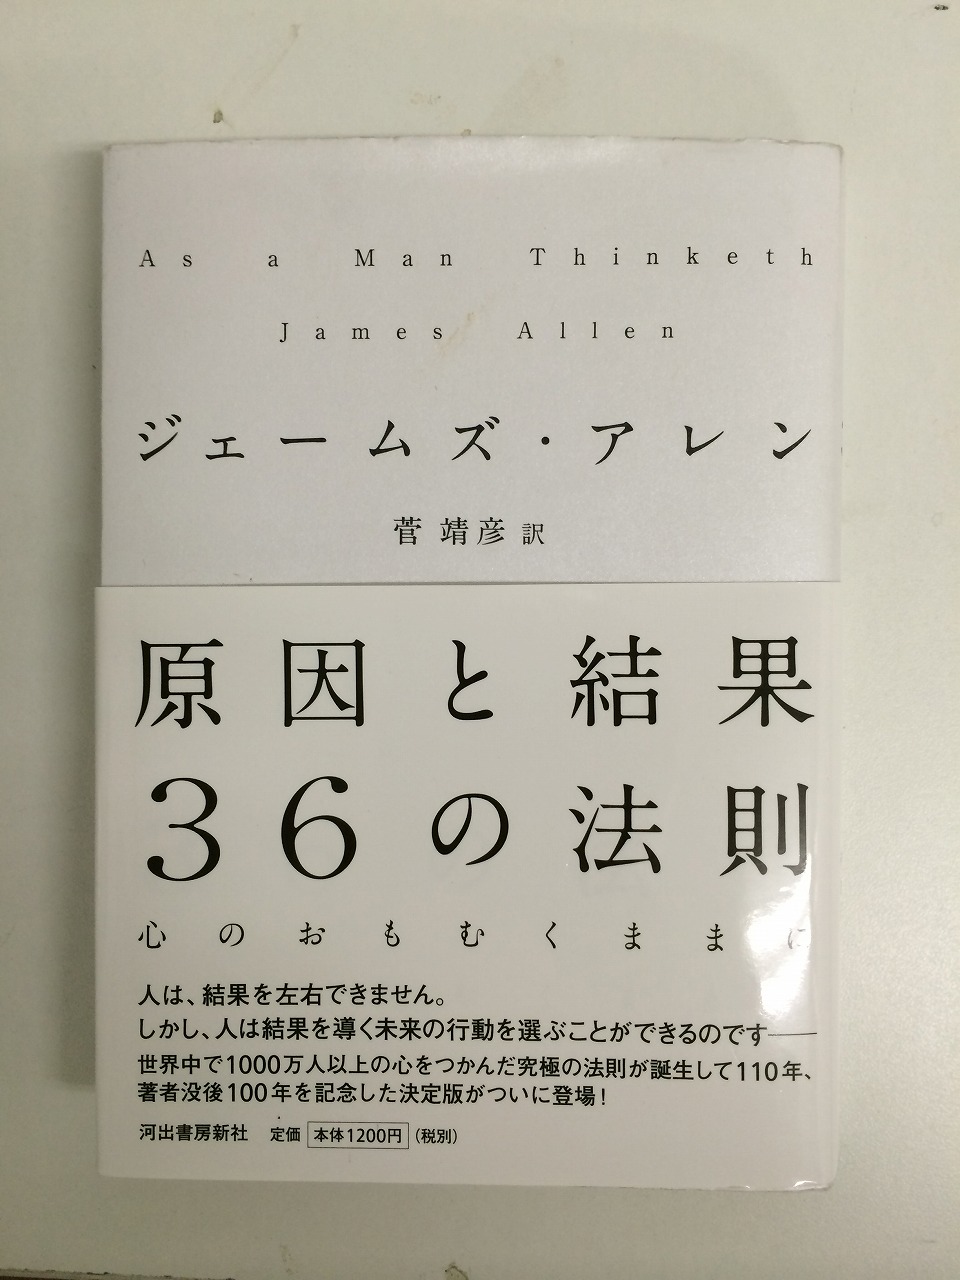 As a Man Thinketh
James Allen
ジェームズ・アレン
菅 靖彦 訳
原因と結果
36の法則
心のおもむくままに
人は、結果を左右できません。
しかし、人は結果を導く未来の行動を選ぶことができるのです――
世界中で1000万人以上の心をつかんだ究極の法則が誕生して110年、
著者没後100年を記念した決定版がついに登場！
河出書房新社 定価 本体1200円（税別）